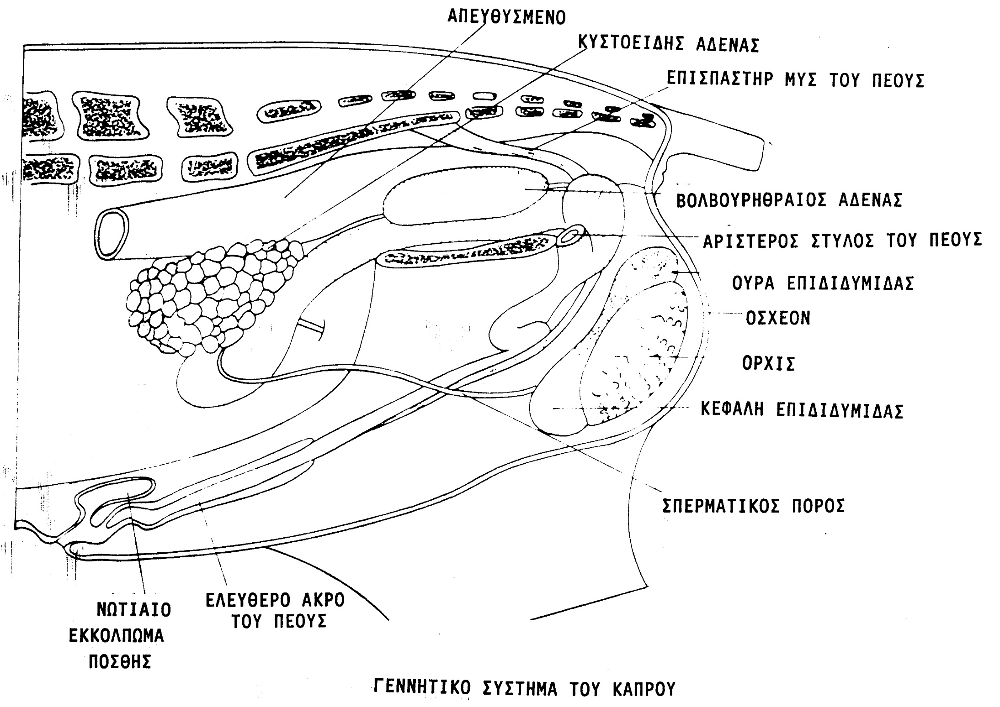 ΑΠΕΥΘΥΣΜΕΝΟ
ΚΥΣΤΟΕΙΔΗΣ ΑΔΕΝΑΣ
ΕΠΙΣΠΑΣΤΗΡ ΜΥΣ ΤΟΥ ΠΕΟΥΣ
ΒΟΛΒΟΥΡΗΘΡΑΙΟΣ ΑΔΕΝΑΣ
ΑΡΙΣΤΕΡΟΣ ΣΤΥΛΟΣ ΤΟΥ ΠΕΟΥΣ
ΟΥΡΑ ΕΠΙΔΙΔΥΜΙΔΑΣ
ΟΣΧΕΟΝ
ΟΡΧΙΣ
ΚΕΦΑΛΗ ΕΠΙΔΙΔΥΜΙΔΑΣ
ΣΠΕΡΜΑΤΙΚΟΣ ΠΟΡΟΣ
ΕΛΕΥΘΕΡΟ ΑΚΡΟ
ΤΟΥ ΠΕΟΥΣ
ΝΩΤΙΑΙΟ
ΕΚΚΟΛΠΩΜΑ
ΠΟΣΘΗΣ
ΓΕΝΝΗΤΙΚΟ ΣΥΣΤΗΜΑ ΤΟΥ ΚΑΠΡΟΥ